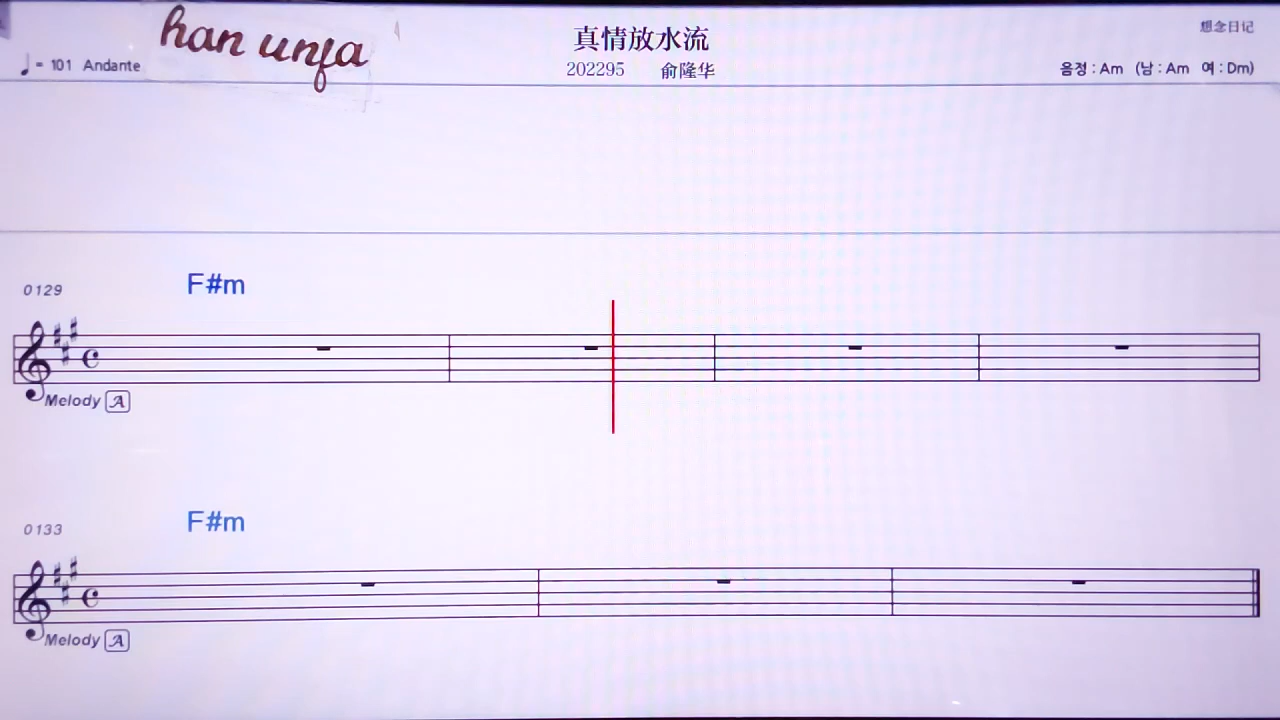 han unfa
真情放水流
想念日记
♩= 101 Andante
202295 俞隆华
음정 : Am (남 : Am 여 : Dm)
0129 F#m
Melody A
0133 F#m
Melody A